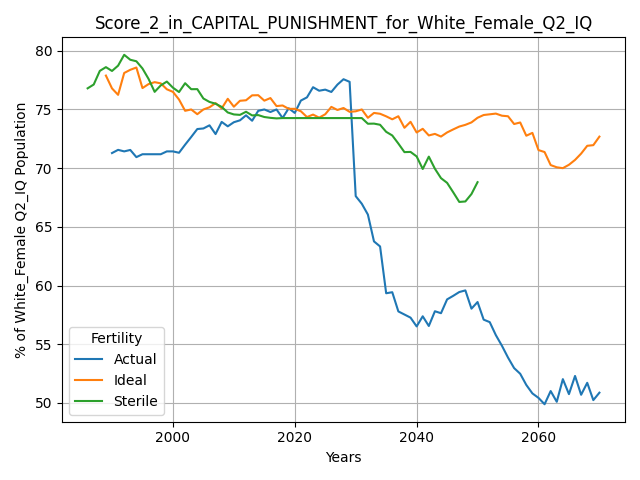 Score_2_in_CAPITAL_PUNISHMENT_for_White_Female_Q2_IQ
% of White_Female Q2_IQ Population
80
75
70
65
60
55
50
Fertility
Actual
Ideal
Sterile
2000
2020
2040
2060
Years